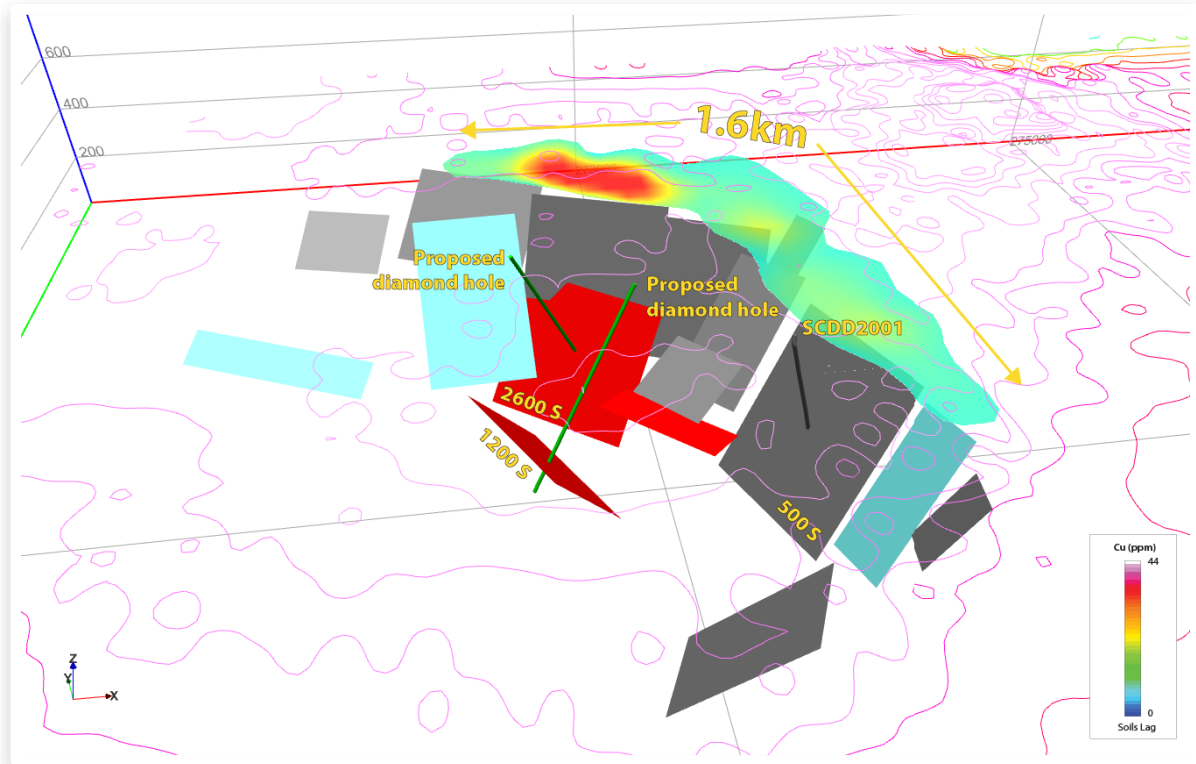 600
400
200
1.6km
275000
Proposed
diamond hole
Proposed
diamond hole
SCDD2001
2600 S
1200 S
500 S
Cu (ppm)
44
0
Soils Lag
Z
Y
X